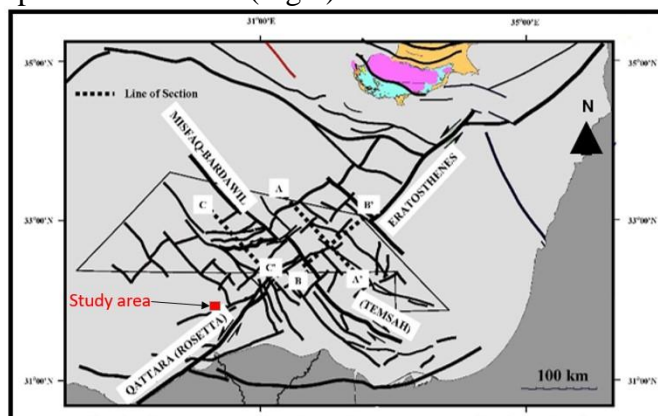 31°00'E
35°00'E
35°00'N
35°00'N
Line of Section
N
MISFAQ-BARDAWIL
A
B'
C
ERATOSTHENES
33°00'N
33°00'N
C'
B
A'
Study area
(TEMSAH)
QATTARA (ROSETTA)
31°00'N
31°00'N
100 km